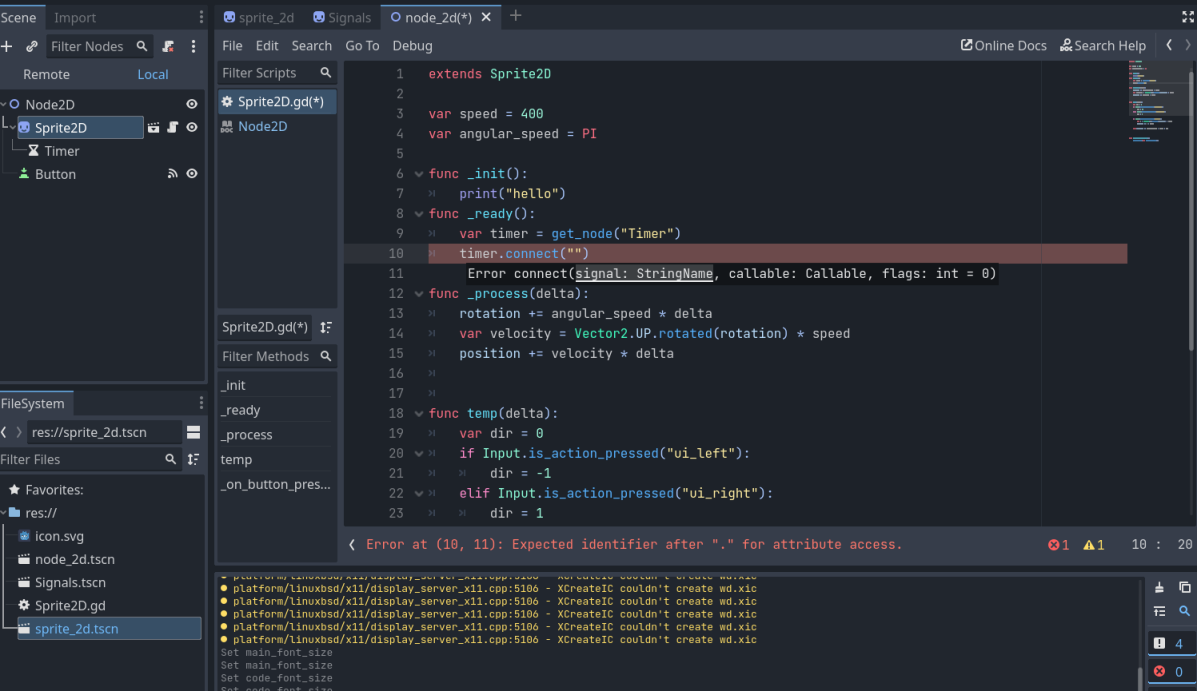 Scene Import
Filter Nodes
Remote Local
Node2D
Sprite2D
Timer
Button
FileSystem
res://sprite_2d.tscn
Filter Files
Favorites:
res://
icon.svg
node_2d.tscn
Signals.tscn
Sprite2D.gd
sprite_2d.tscn
sprite_2d Signals node_2d(*)
File Edit Search Go To Debug Online Docs Search Help
Filter Scripts
Sprite2D.gd(*)
Node2D
Sprite2D.gd(*)
Filter Methods
_init
_ready
_process
temp
_on_button_pres...
1 extends Sprite2D
2
3 var speed = 400
4 var angular_speed = PI
5
6 func _init():
7 print("hello")
8 func _ready():
9 var timer = get_node("Timer")
10 timer.connect("")
11 Error connect(signal: StringName, callable: Callable, flags: int = 0)
12 func _process(delta):
13 rotation += angular_speed * delta
14 var velocity = Vector2.UP.rotated(rotation) * speed
15 position += velocity * delta
16
17
18 func temp(delta):
19 var dir = 0
20 if Input.is_action_pressed("ui_left"):
21 dir = -1
22 elif Input.is_action_pressed("ui_right"):
23 dir = 1
Error at (10, 11): Expected identifier after "." for attribute access. 1 1 10 : 20
platform/linuxbsd/x11/display_server_x11.cpp:5106 - XCreateIC couldn't create wd.xic
platform/linuxbsd/x11/display_server_x11.cpp:5106 - XCreateIC couldn't create wd.xic
platform/linuxbsd/x11/display_server_x11.cpp:5106 - XCreateIC couldn't create wd.xic
platform/linuxbsd/x11/display_server_x11.cpp:5106 - XCreateIC couldn't create wd.xic
platform/linuxbsd/x11/display_server_x11.cpp:5106 - XCreateIC couldn't create wd.xic
platform/linuxbsd/x11/display_server_x11.cpp:5106 - XCreateIC couldn't create wd.xic
Set main_font_size
Set main_font_size
Set code_font_size
Set code_font_size
4
0